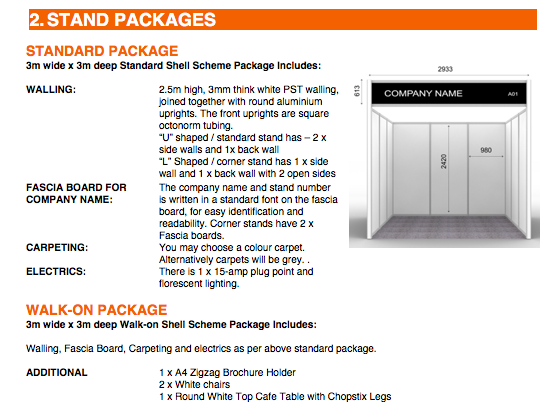 2. STAND PACKAGES
STANDARD PACKAGE
3m wide x 3m deep Standard Shell Scheme Package Includes:
WALLING:
2.5m high, 3mm think white PST walling,
joined together with round aluminium
uprights. The front uprights are square
octonorm tubing.
“U” shaped / standard stand has – 2 x
side walls and 1x back wall
“L” Shaped / corner stand has 1 x side
wall and 1 x back wall with 2 open sides
FASCIA BOARD FOR
COMPANY NAME:
The company name and stand number
is written in a standard font on the fascia
board, for easy identification and
readability. Corner stands have 2 x
Fascia boards.
CARPETING:
You may choose a colour carpet.
Alternatively carpets will be grey. .
ELECTRICS:
There is 1 x 15-amp plug point and
florescent lighting.
2933
613
COMPANY NAME
A01
2420
980
WALK-ON PACKAGE
3m wide x 3m deep Walk-on Shell Scheme Package Includes:
Walling, Fascia Board, Carpeting and electrics as per above standard package.
ADDITIONAL
1 x A4 Zigzag Brochure Holder
2 x White chairs
1 x Round White Top Cafe Table with Chopstix Legs